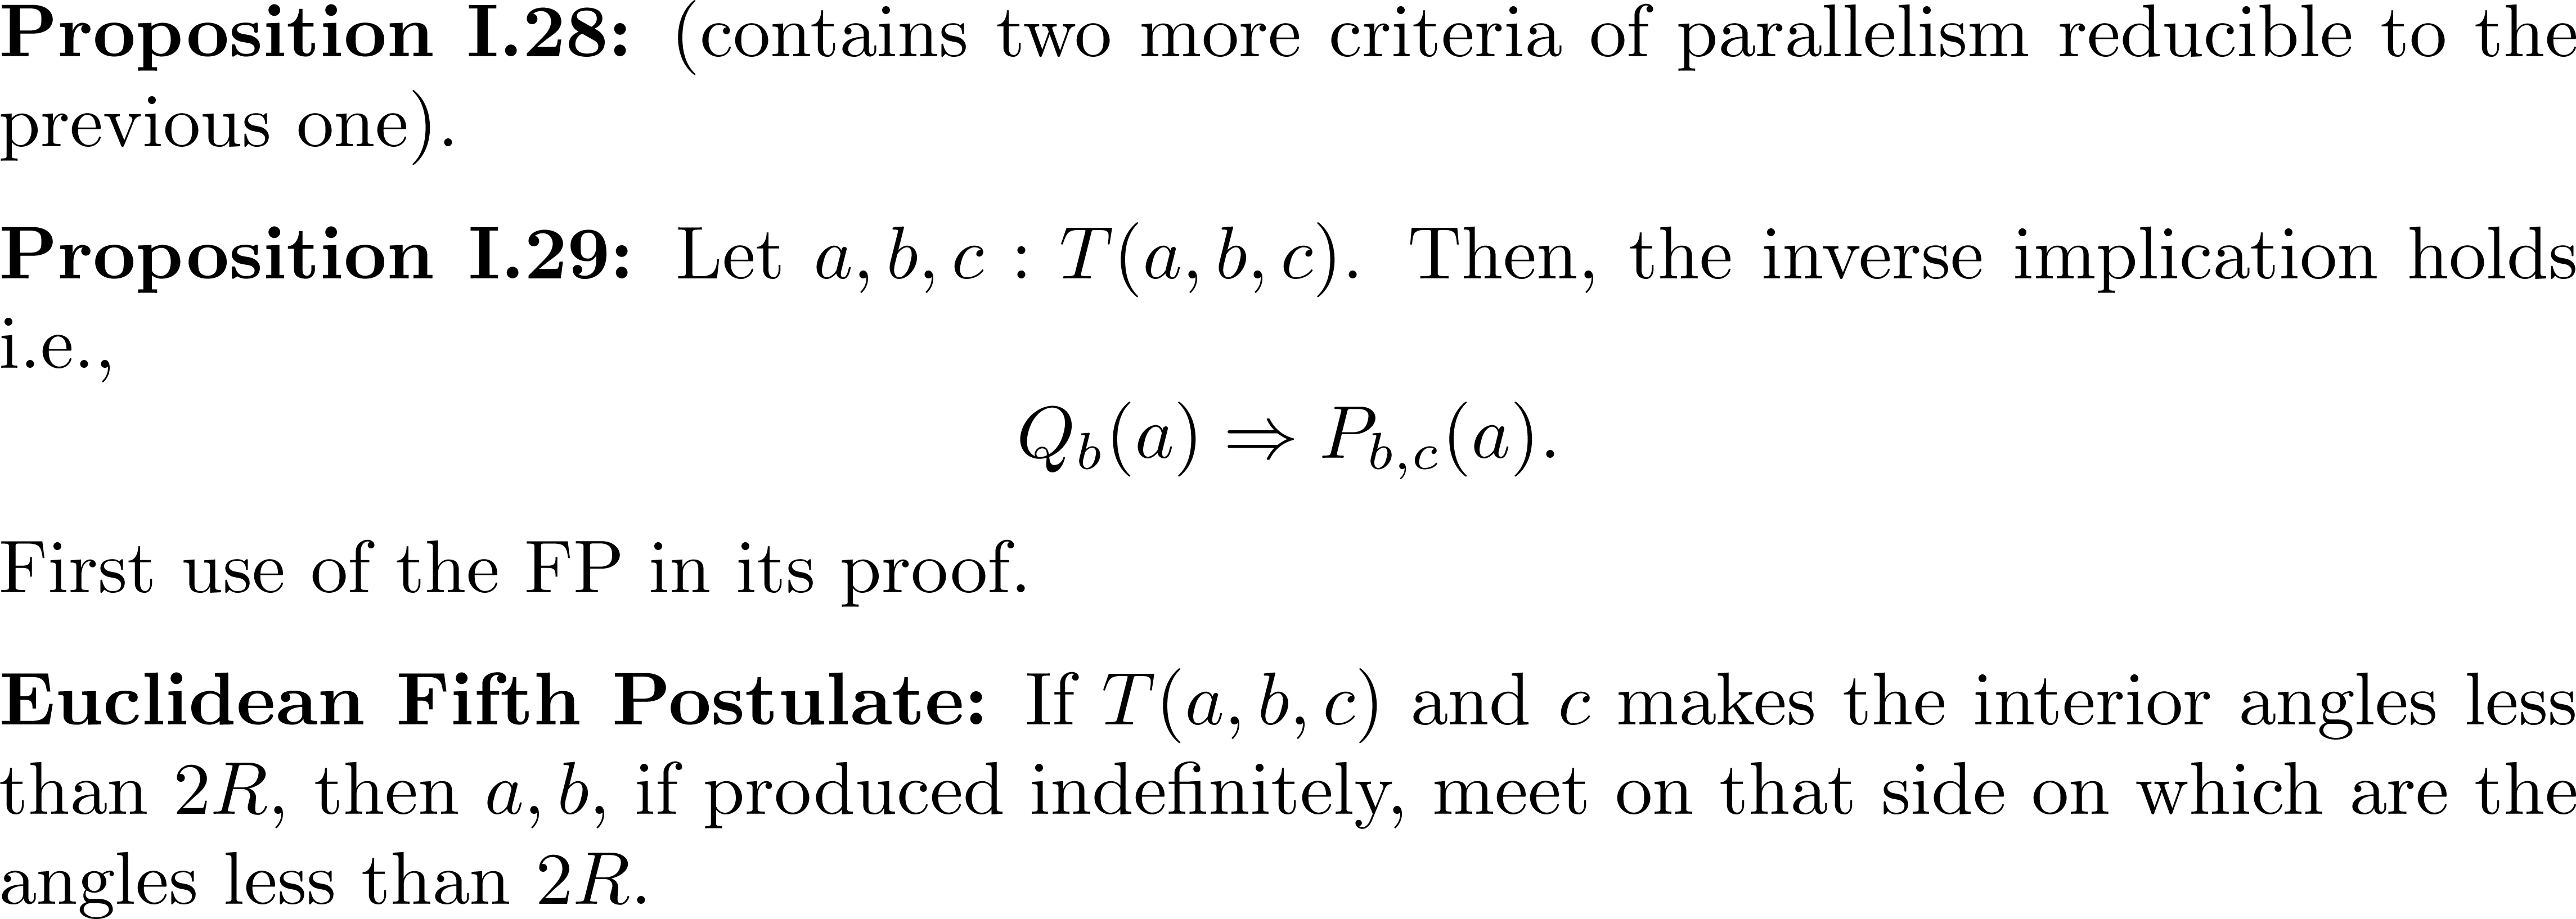 Proposition I.28: (contains two more criteria of parallelism reducible to the
previous one).
Proposition I.29: Let a, b, c : T(a, b, c). Then, the inverse implication holds
i.e.,
Q_b(a) ⇒ P_{b,c}(a).
First use of the FP in its proof.
Euclidean Fifth Postulate: If T(a, b, c) and c makes the interior angles less
than 2R, then a, b, if produced indefinitely, meet on that side on which are the
angles less than 2R.